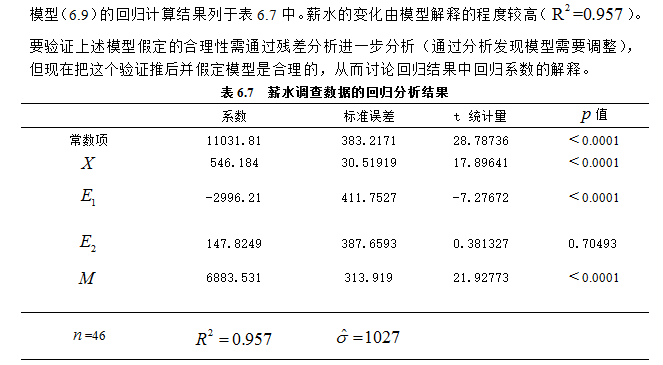 模型(6.9)的回归计算结果列于表 6.7 中。薪水的变化由模型解释的程度较高(R²=0.957)。
要验证上述模型假定的合理性需通过残差分析进一步分析(通过分析发现模型需要调整),
但现在把这个验证推后并假定模型是合理的,从而讨论回归结果中回归系数的解释。
表 6.7 薪水调查数据的回归分析结果
系数 标准误差 t 统计量 p 值
常数项 11031.81 383.2171 28.78736 <0.0001
X 546.184 30.51919 17.89641 <0.0001
E₁ -2996.21 411.7527 -7.27672 <0.0001
E₂ 147.8249 387.6593 0.381327 0.70493
M 6883.531 313.919 21.92773 <0.0001
n=46 R² = 0.957 σ̂ =1027